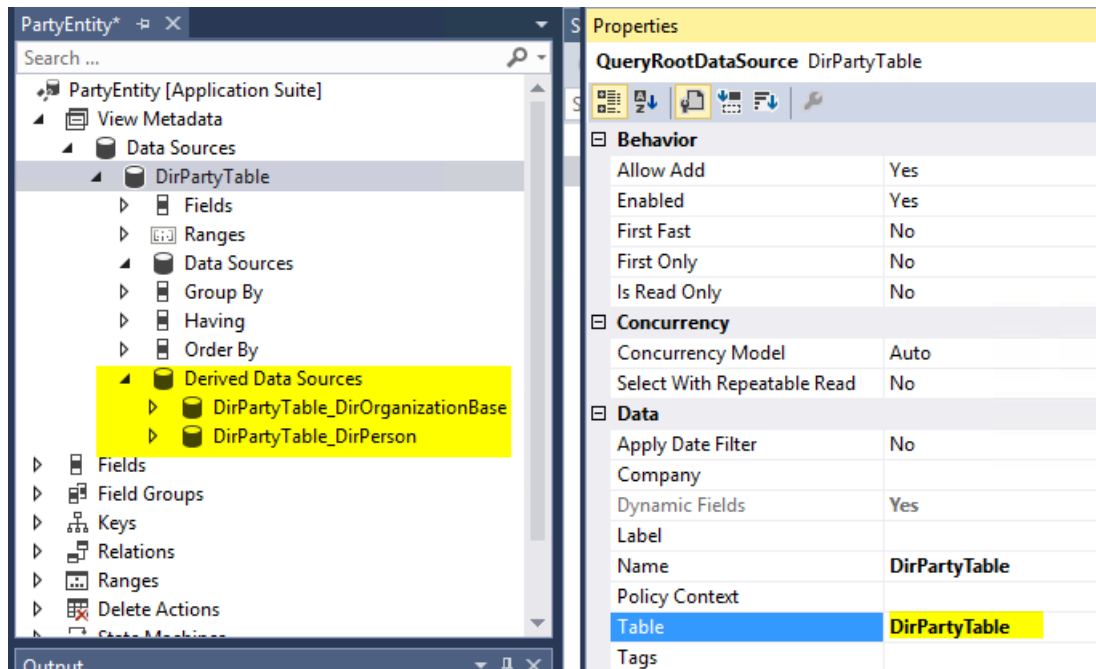 PartyEntity*
Search ...
PartyEntity [Application Suite]
View Metadata
Data Sources
DirPartyTable
Fields
Ranges
Data Sources
Group By
Having
Order By
Derived Data Sources
DirPartyTable_DirOrganizationBase
DirPartyTable_DirPerson
Fields
Field Groups
Keys
Relations
Ranges
Delete Actions
State Machines
Output
S
S
Properties
QueryRootDataSource DirPartyTable
Behavior
Allow Add Yes
Enabled Yes
First Fast No
First Only No
Is Read Only No
Concurrency
Concurrency Model Auto
Select With Repeatable Read No
Data
Apply Date Filter No
Company
Dynamic Fields Yes
Label
Name DirPartyTable
Policy Context
Table DirPartyTable
Tags